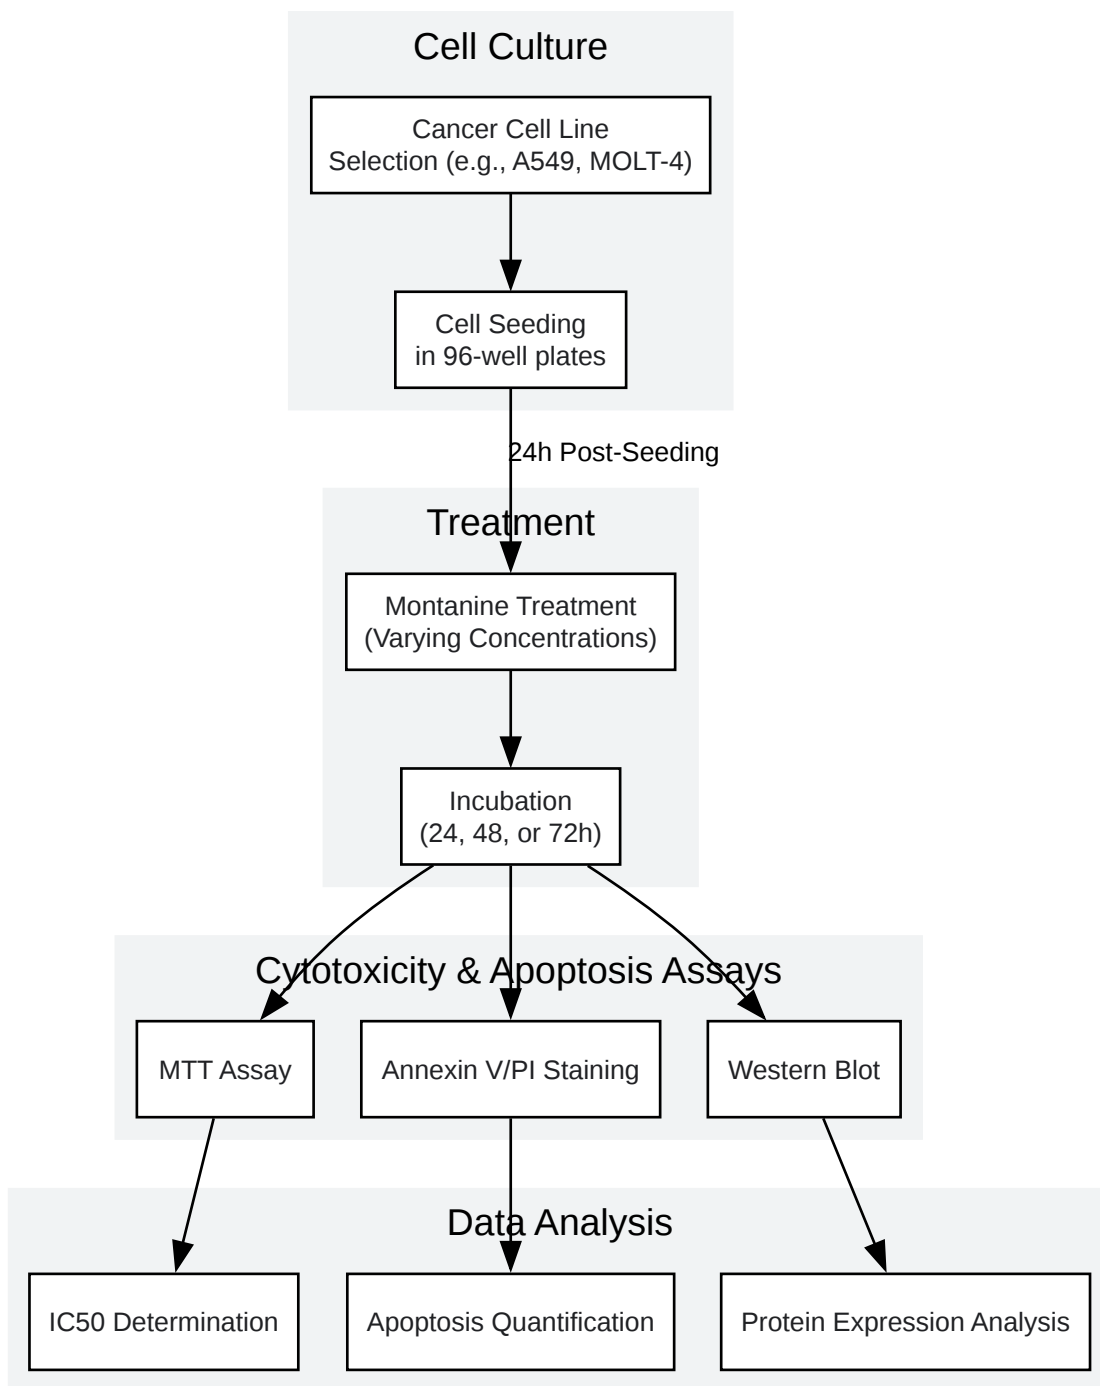 Cell Culture
Cancer Cell Line
Selection (e.g., A549, MOLT-4)
Cell Seeding
in 96-well plates
24h Post-Seeding
Treatment
Montanine Treatment
(Varying Concentrations)
Incubation
(24, 48, or 72h)
Cytotoxicity & Apoptosis Assays
MTT Assay
Annexin V/PI Staining
Western Blot
Data Analysis
IC50 Determination
Apoptosis Quantification
Protein Expression Analysis